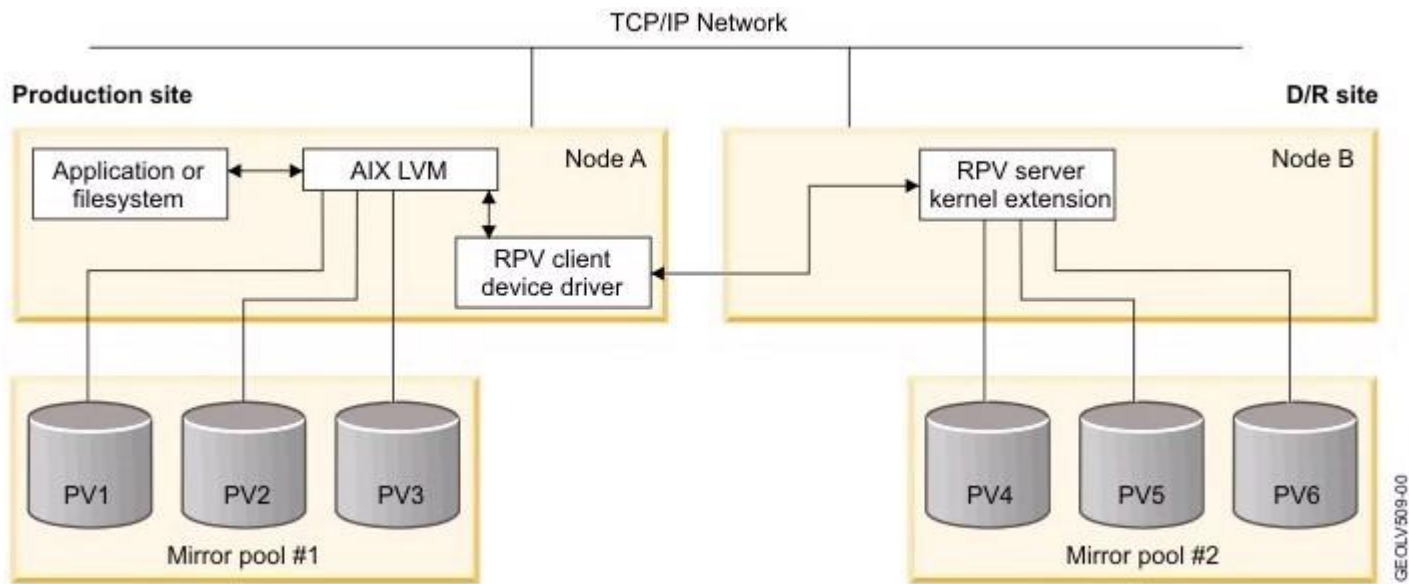 TCP/IP Network
Production site
D/R site
Application or
filesystem
AIX LVM
Node A
RPV client
device driver
RPV server
kernel extension
Node B
PV1
PV2
PV3
Mirror pool #1
PV4
PV5
PV6
Mirror pool #2
GEOLV509-00